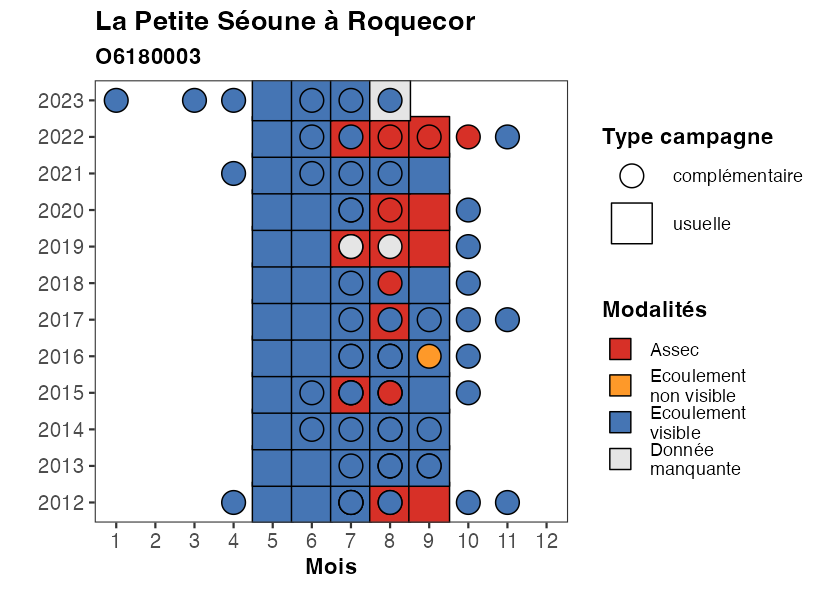 La Petite Séoune à Roquecor
O6180003
2023
2022
2021
2020
2019
2018
2017
2016
2015
2014
2013
2012
1 2 3 4 5 6 7 8 9 10 11 12
Mois
Type campagne
complémentaire
usuelle
Modalités
Assec
Ecoulement
non visible
Ecoulement
visible
Donnée
manquante